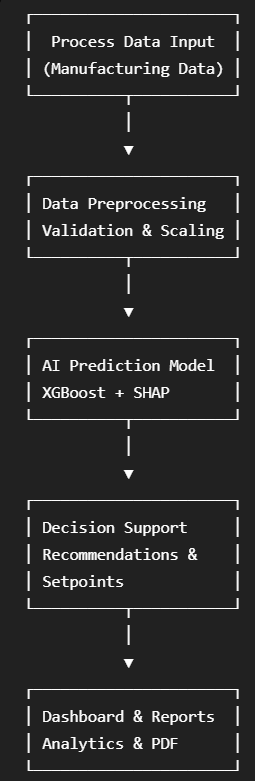 Process Data Input
(Manufacturing Data)
Data Preprocessing
Validation & Scaling
AI Prediction Model
XGBoost + SHAP
Decision Support
Recommendations &
Setpoints
Dashboard & Reports
Analytics & PDF